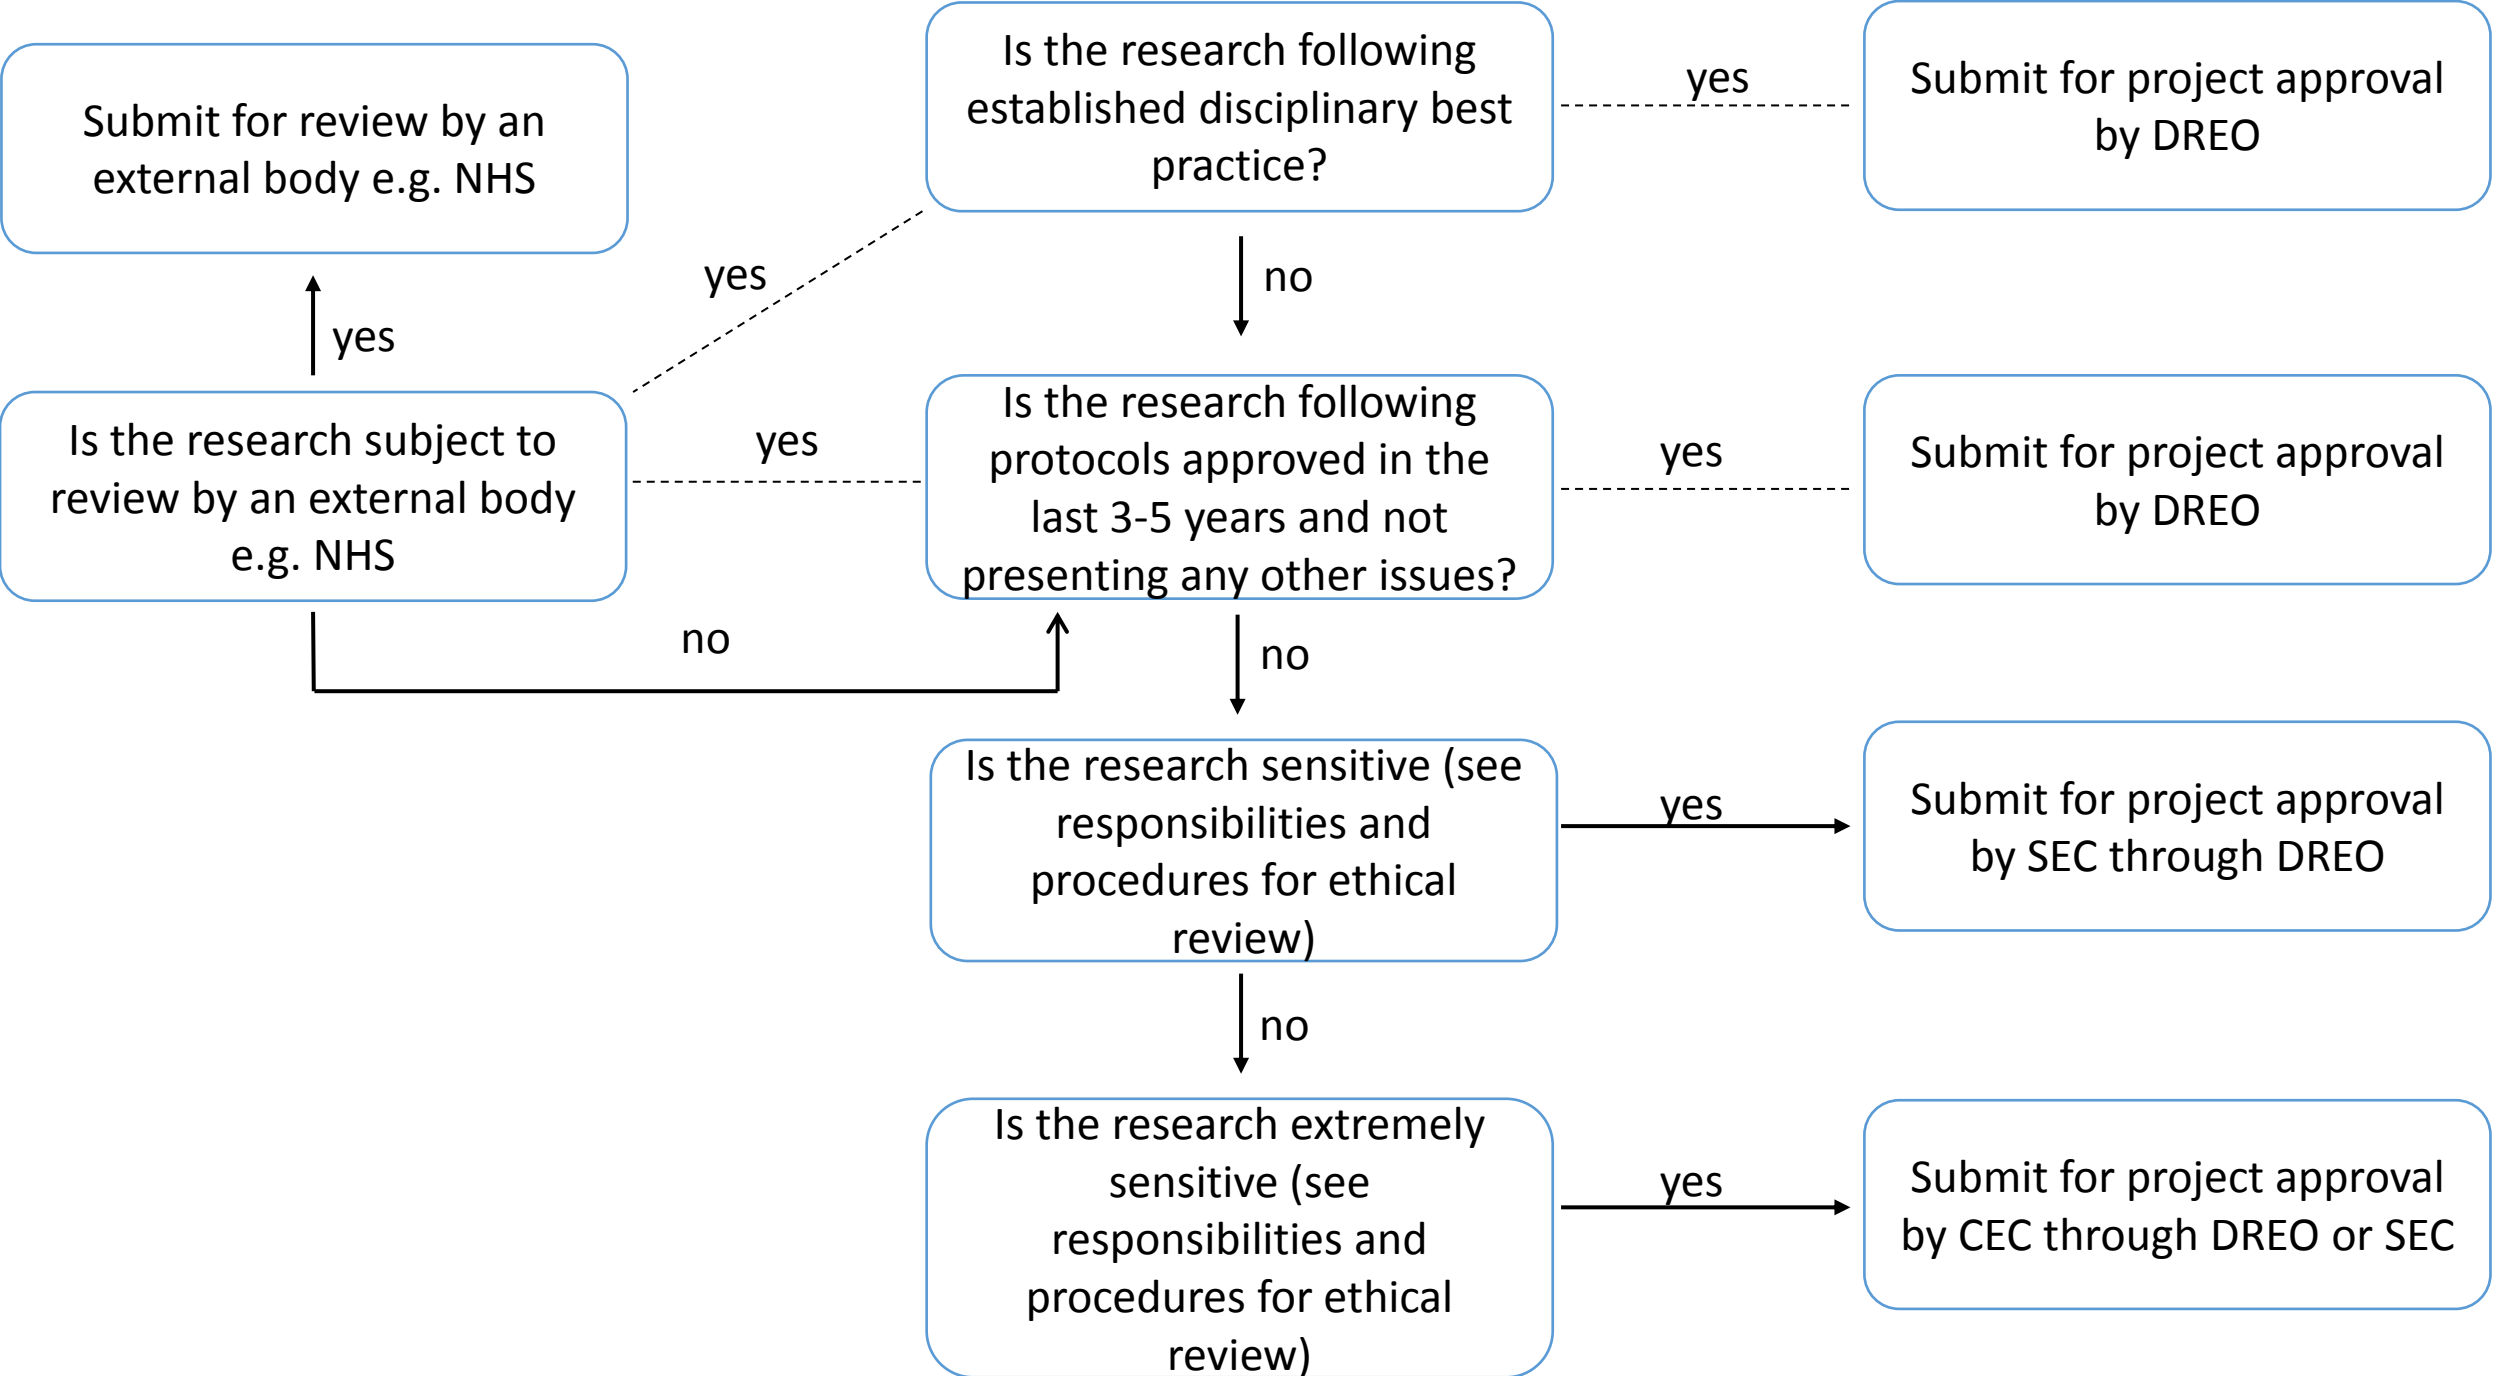 Submit for review by an
external body e.g. NHS
yes
Is the research subject to
review by an external body
e.g. NHS
yes
yes
no
Is the research following
established disciplinary best
practice?
yes
Submit for project approval
by DREO
no
Is the research following
protocols approved in the
last 3-5 years and not
presenting any other issues?
yes
Submit for project approval
by DREO
no
Is the research sensitive (see
responsibilities and
procedures for ethical
review)
yes
Submit for project approval
by SEC through DREO
no
Is the research extremely
sensitive (see
responsibilities and
procedures for ethical
review)
yes
Submit for project approval
by CEC through DREO or SEC